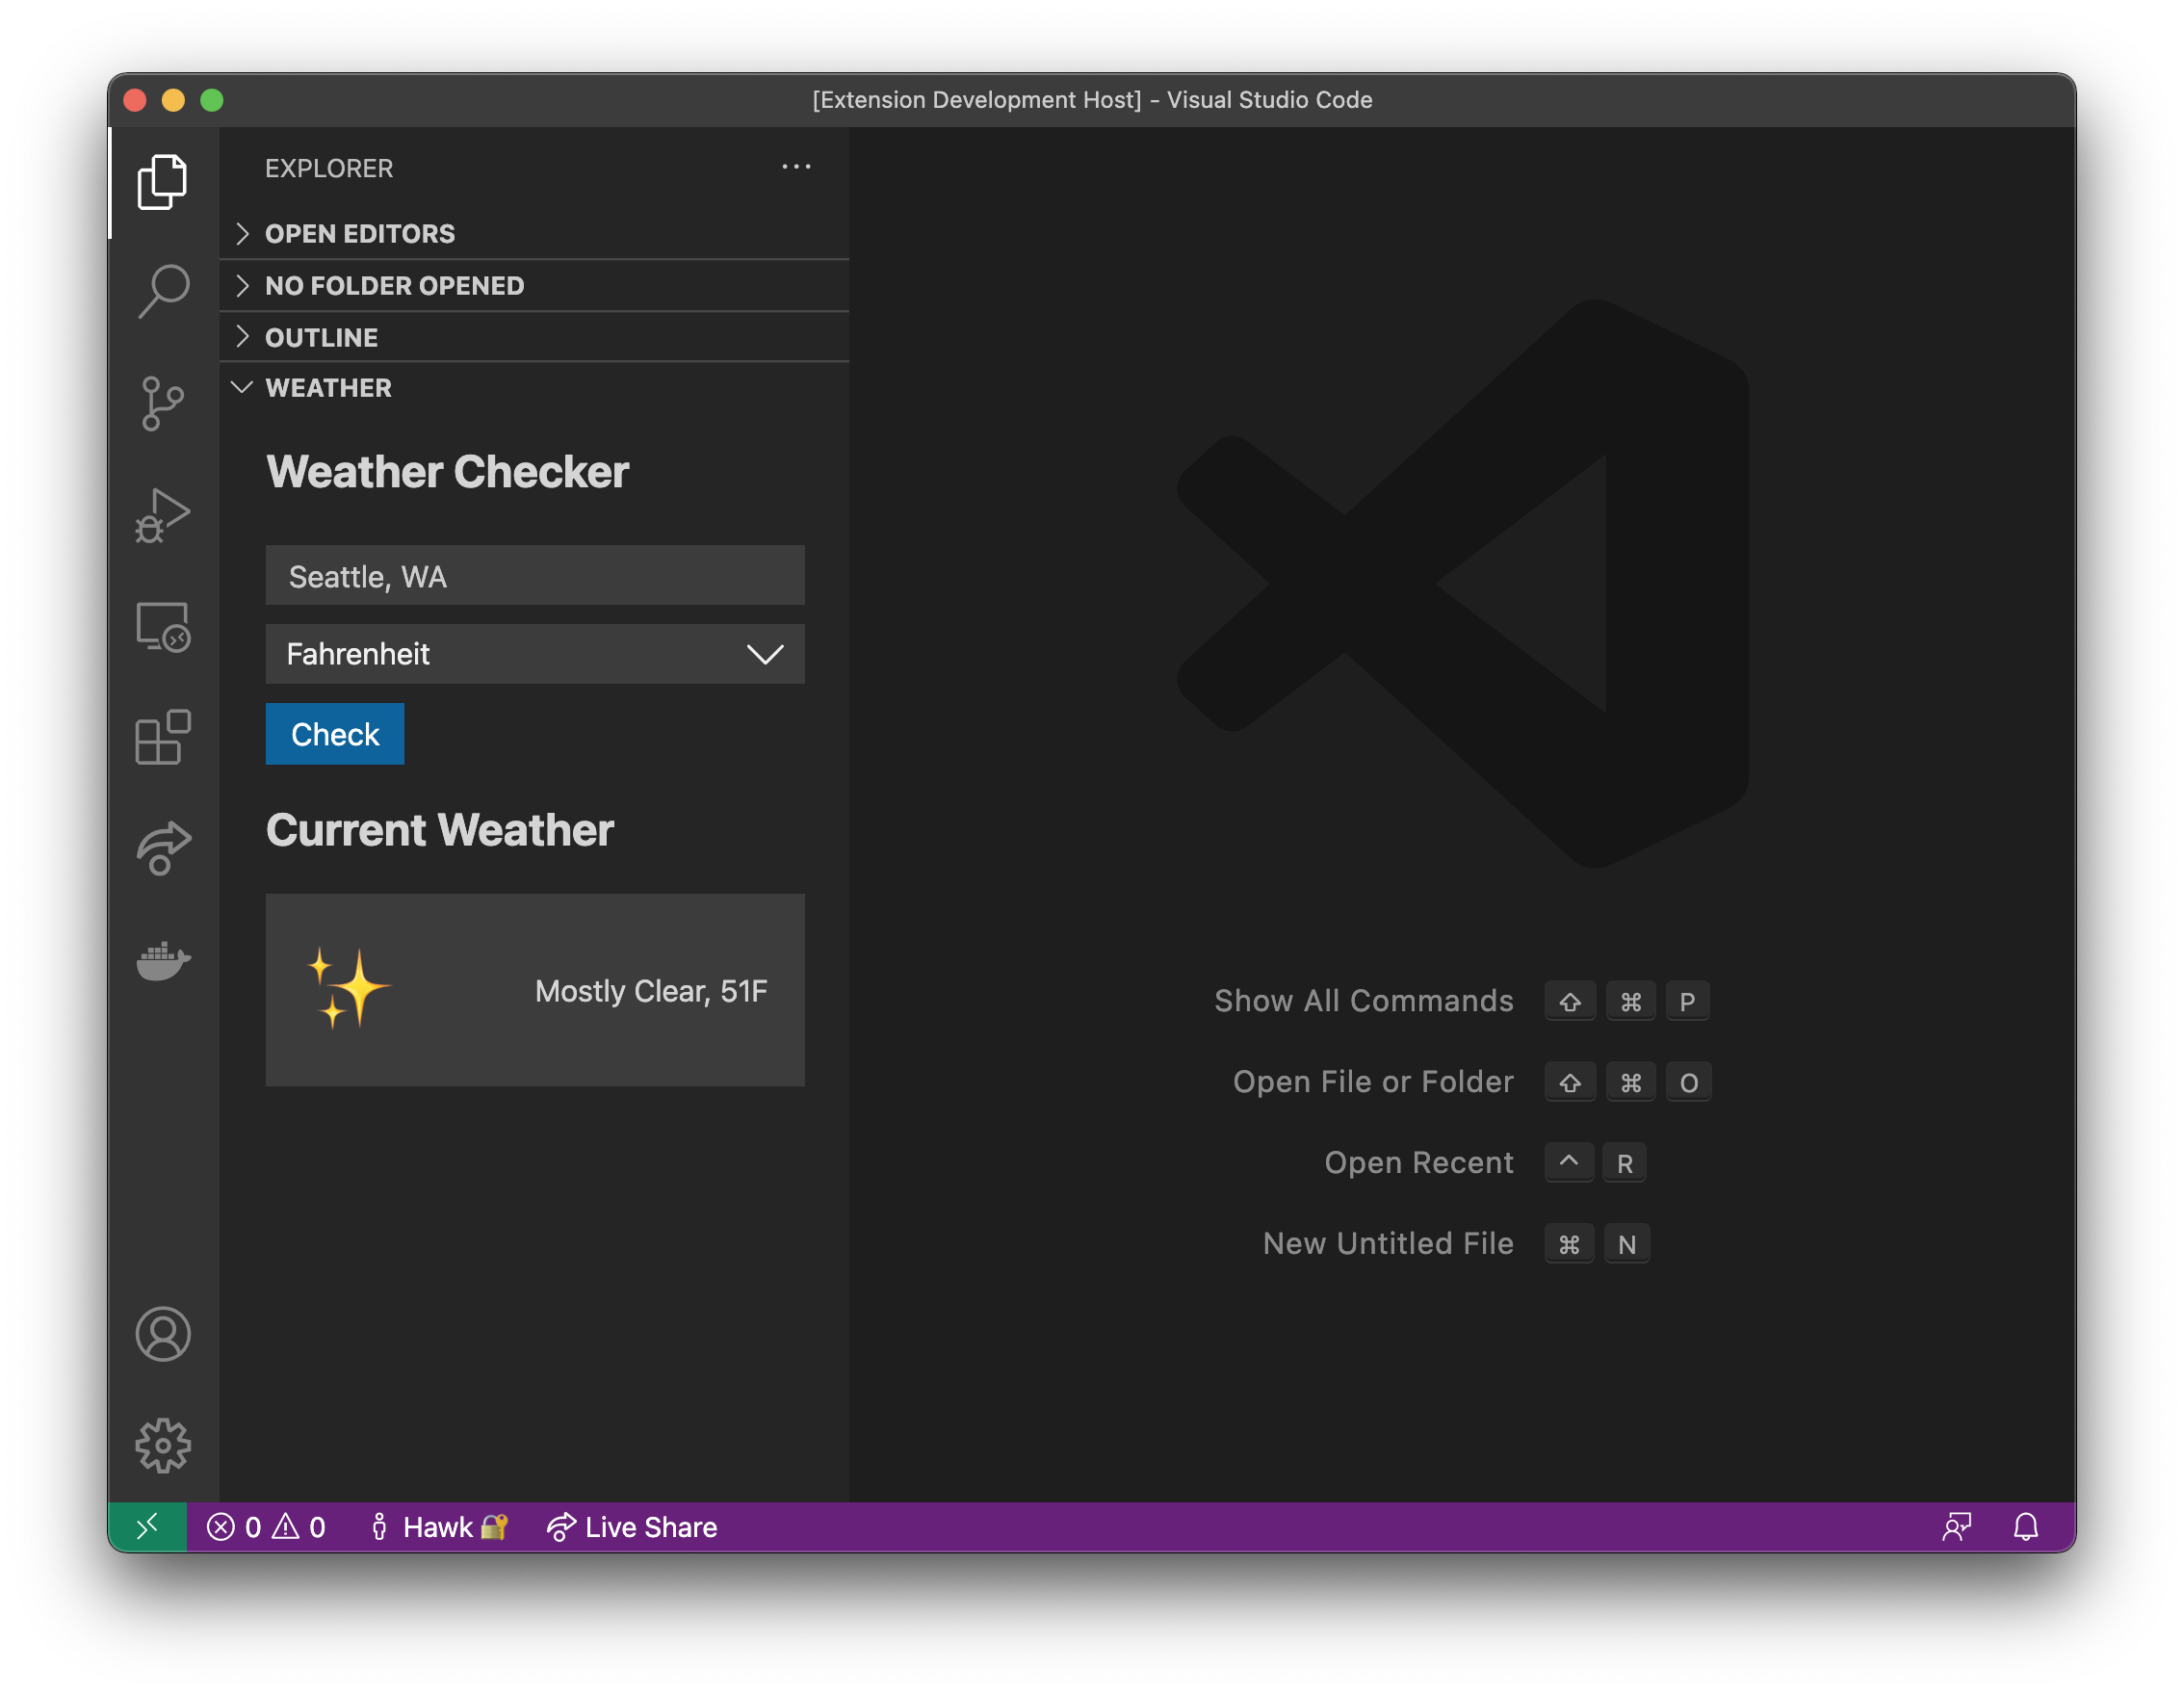 [Extension Development Host] - Visual Studio Code
EXPLORER
OPEN EDITORS
NO FOLDER OPENED
OUTLINE
WEATHER
Weather Checker
Seattle, WA
Fahrenheit
Check
Current Weather
Mostly Clear, 51F
Show All Commands ⇧ ⌘ P
Open File or Folder ⇧ ⌘ O
Open Recent ^ R
New Untitled File ⌘ N
0 0 Hawk 🔐 Live Share